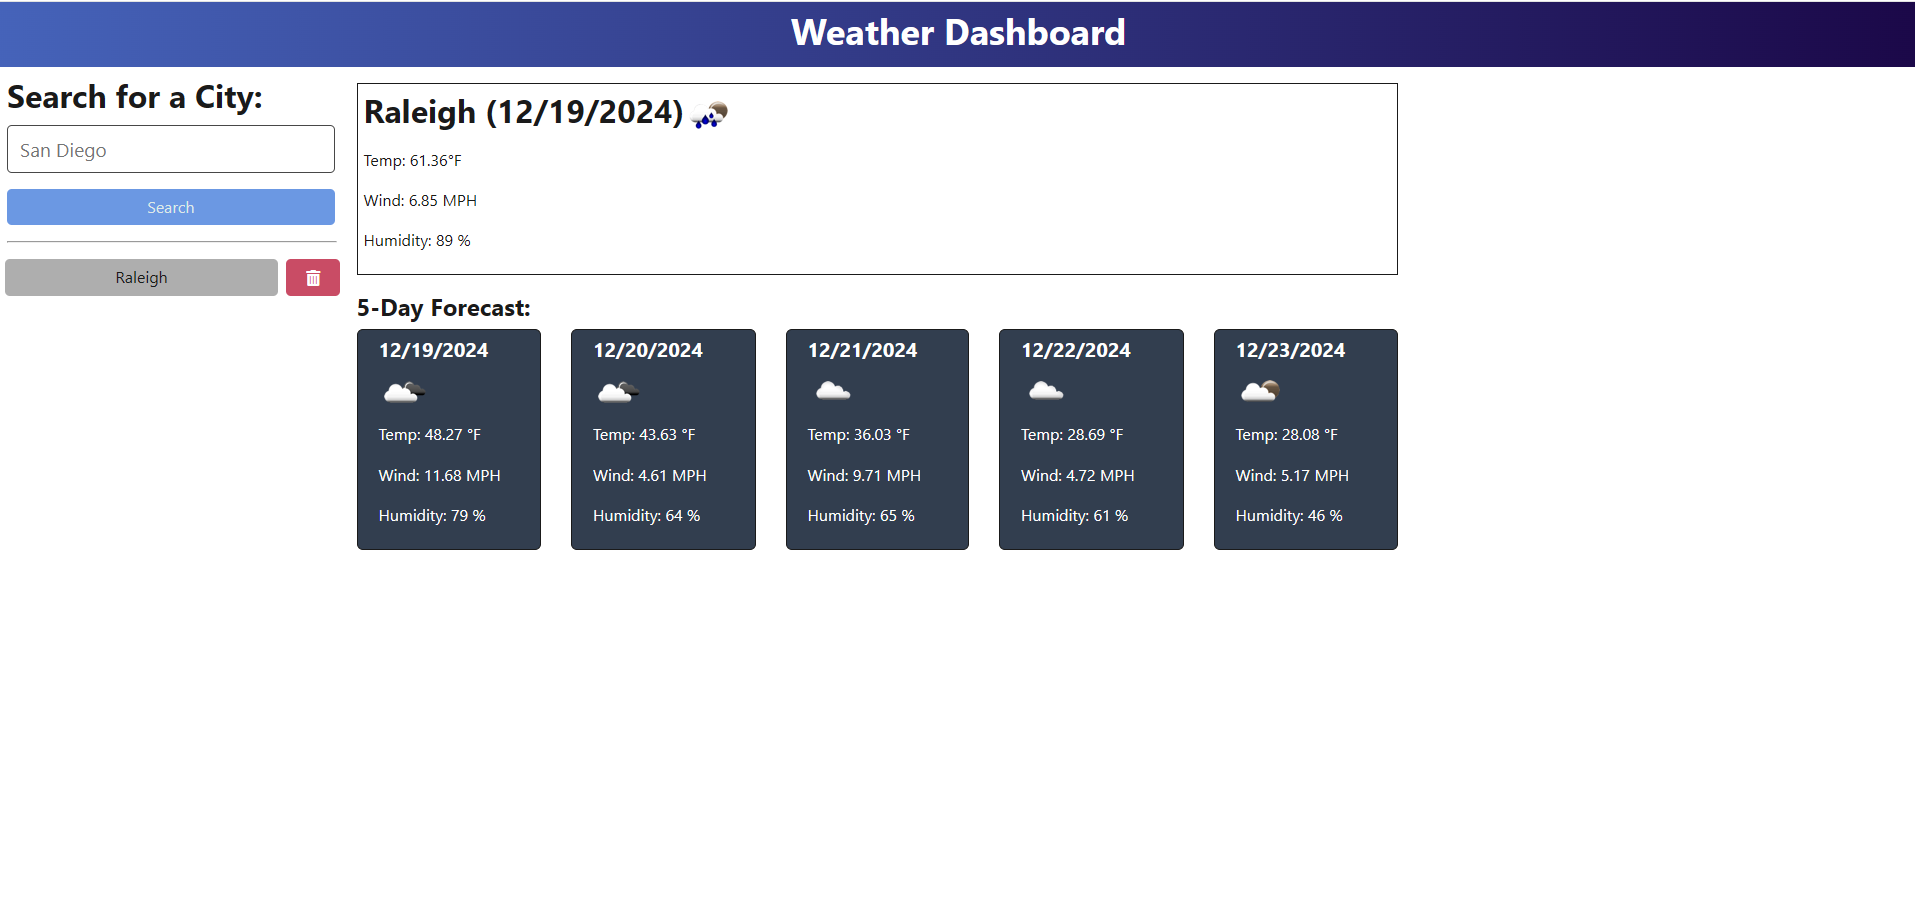 Weather Dashboard
Search for a City:
San Diego
Search
Raleigh
Raleigh (12/19/2024)
Temp: 61.36°F
Wind: 6.85 MPH
Humidity: 89 %
5-Day Forecast:
12/19/2024
Temp: 48.27 °F
Wind: 11.68 MPH
Humidity: 79 %
12/20/2024
Temp: 43.63 °F
Wind: 4.61 MPH
Humidity: 64 %
12/21/2024
Temp: 36.03 °F
Wind: 9.71 MPH
Humidity: 65 %
12/22/2024
Temp: 28.69 °F
Wind: 4.72 MPH
Humidity: 61 %
12/23/2024
Temp: 28.08 °F
Wind: 5.17 MPH
Humidity: 46 %